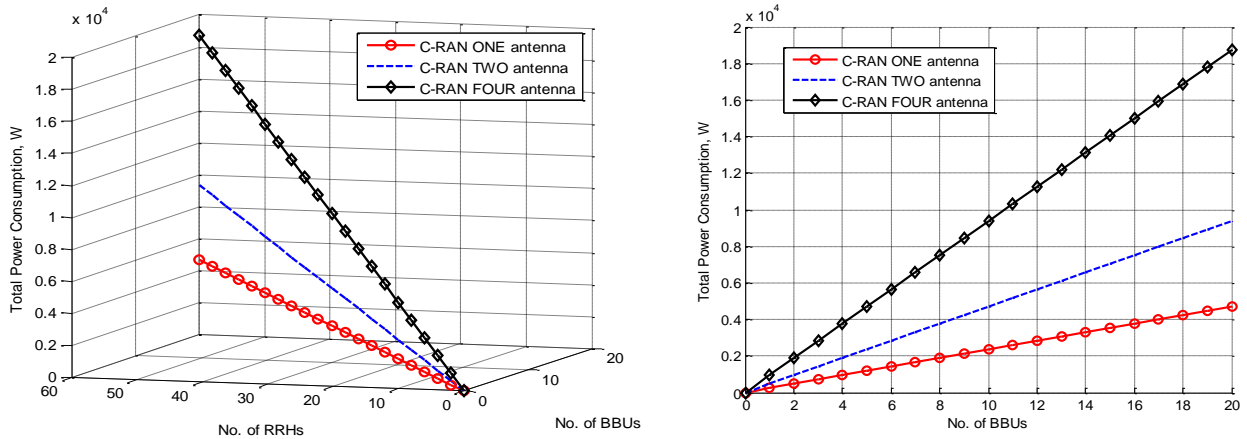 x 10⁴
2
1.8
1.6
1.4
1.2
1
0.8
0.6
0.4
0.2
0
Total Power Consumption, W
60
50
40
30
20
10
0
No. of RRHs
0
10
20
No. of BBUs
C-RAN ONE antenna
C-RAN TWO antenna
C-RAN FOUR antenna
x 10⁴
2
1.8
1.6
1.4
1.2
1
0.8
0.6
0.4
0.2
0
Total Power Consumption, W
C-RAN ONE antenna
C-RAN TWO antenna
C-RAN FOUR antenna
0 2 4 6 8 10 12 14 16 18 20
No. of BBUs